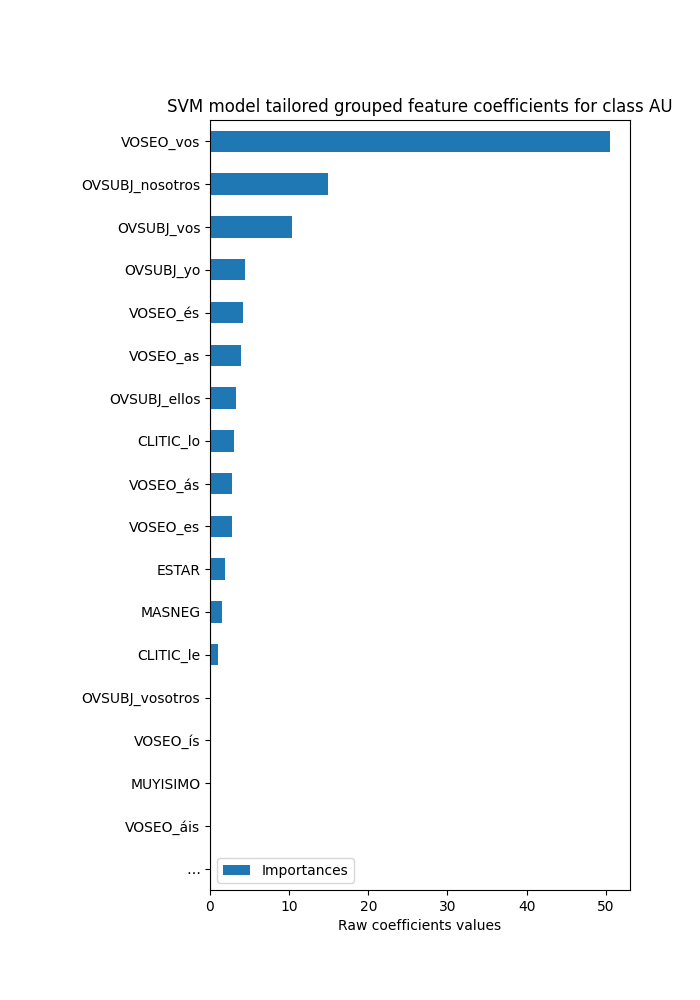 SVM model tailored grouped feature coefficients for class AU
VOSEO_vos
OVSUBJ_nosotros
OVSUBJ_vos
OVSUBJ_yo
VOSEO_és
VOSEO_as
OVSUBJ_ellos
CLITIC_lo
VOSEO_ás
VOSEO_es
ESTAR
MASNEG
CLITIC_le
OVSUBJ_vosotros
VOSEO_ís
MUYISIMO
VOSEO_áis
...
Importances
0 10 20 30 40 50
Raw coefficients values